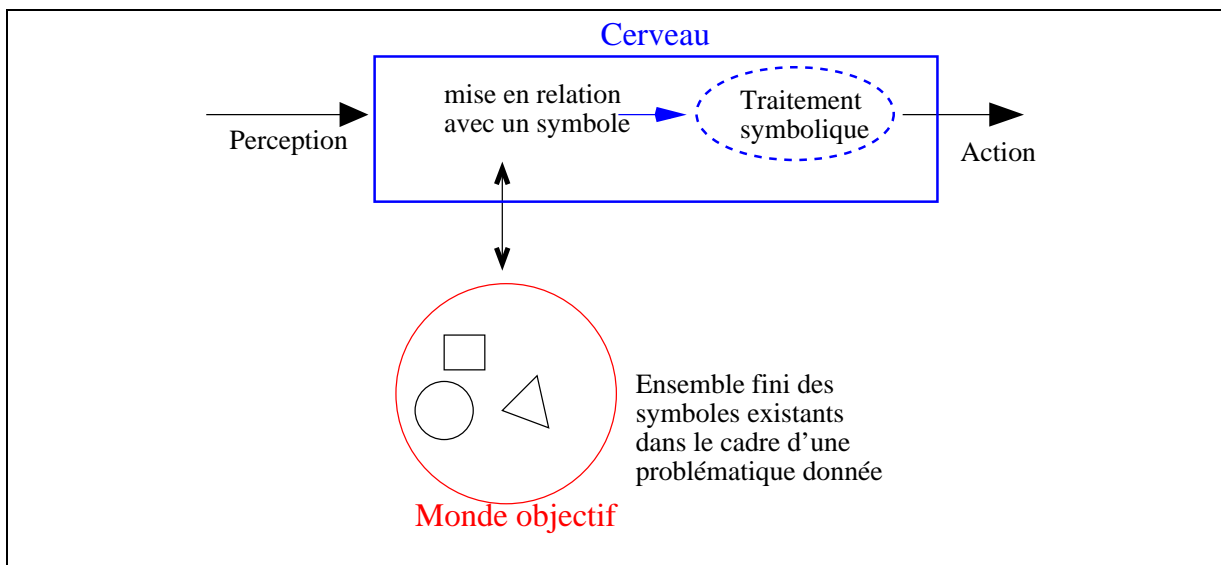 Cerveau
mise en relation
avec un symbole
Traitement
symbolique
Perception
Action
Ensemble fini des
symboles existants
dans le cadre d'une
problématique donnée
Monde objectif